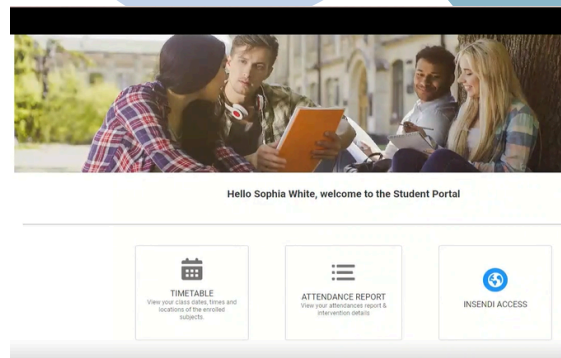 Hello Sophia White, welcome to the Student Portal
TIMETABLE
View your class dates, times and
locations of the enrolled
subjects.
ATTENDANCE REPORT
View your attendances report &
intervention details
INSENDI ACCESS